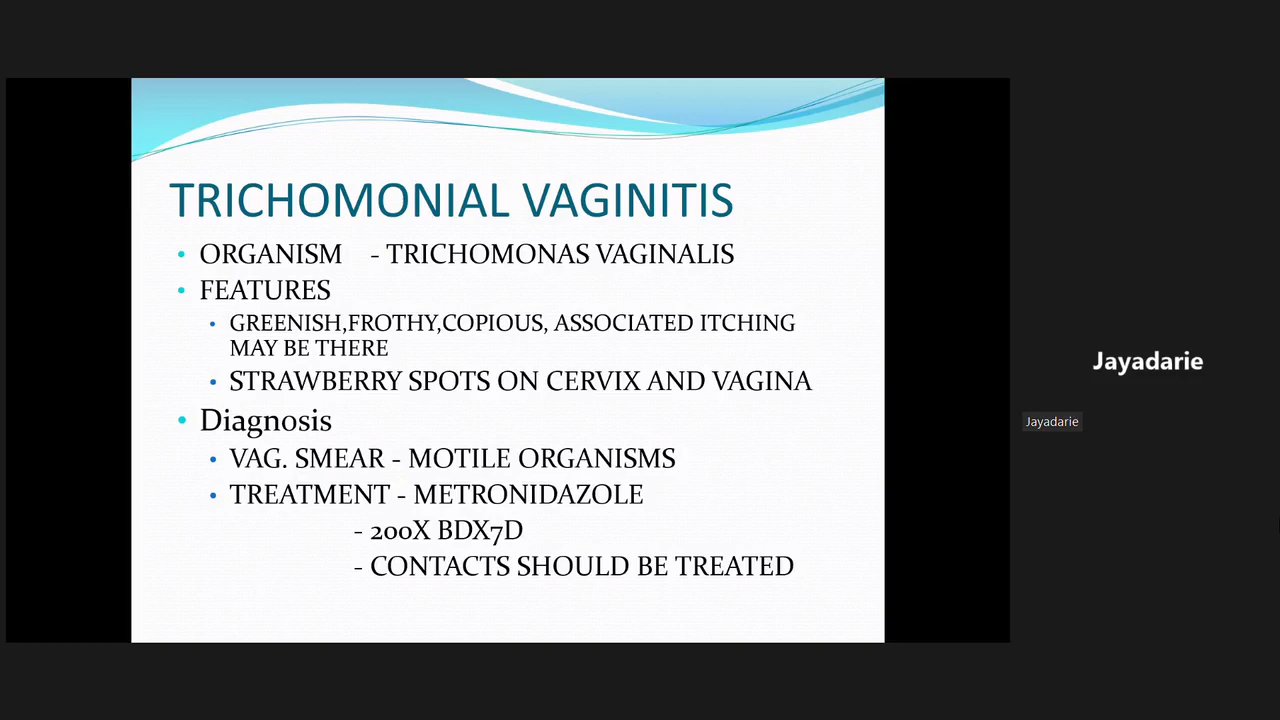 TRICHOMONIAL VAGINITIS
• ORGANISM - TRICHOMONAS VAGINALIS
• FEATURES
• GREENISH,FROTHY,COPIOUS, ASSOCIATED ITCHING
MAY BE THERE
• STRAWBERRY SPOTS ON CERVIX AND VAGINA
• Diagnosis
• VAG. SMEAR - MOTILE ORGANISMS
• TREATMENT - METRONIDAZOLE
- 200X BDX7D
- CONTACTS SHOULD BE TREATED
Jayadarie
Jayadarie